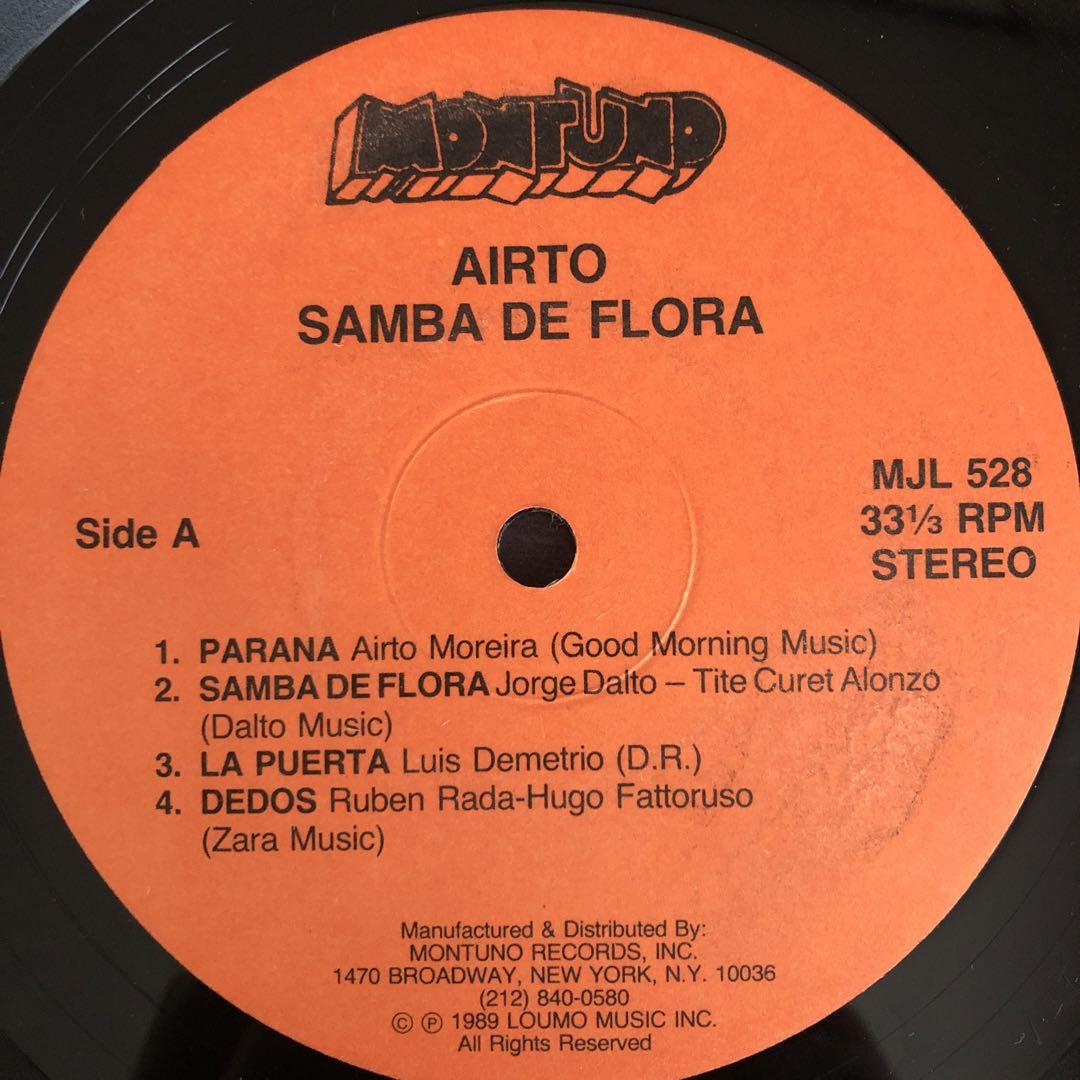 MONTUNO
AIRTO
SAMBA DE FLORA
MJL 528
33⅓ RPM
STEREO
Side A
1. PARANA Airto Moreira (Good Morning Music)
2. SAMBA DE FLORA Jorge Dalto – Tite Curet Alonzo
(Dalto Music)
3. LA PUERTA Luis Demetrio (D.R.)
4. DEDOS Ruben Rada-Hugo Fattoruso
(Zara Music)
Manufactured & Distributed By:
MONTUNO RECORDS, INC.
1470 BROADWAY, NEW YORK, N.Y. 10036
(212) 840-0580
© ℗ 1989 LOUMO MUSIC INC.
All Rights Reserved